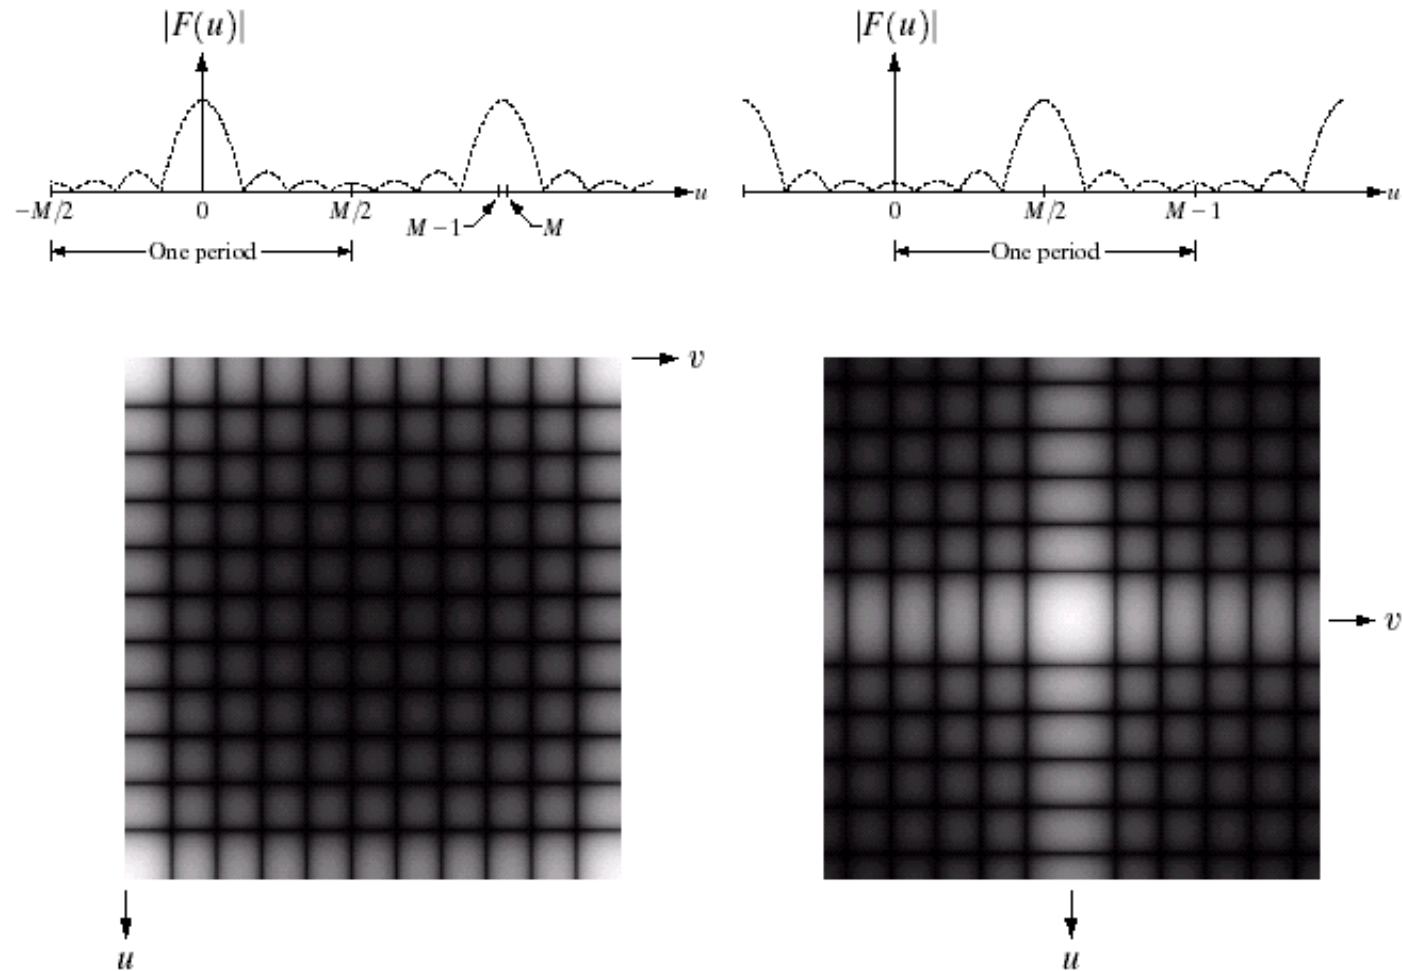 |F(u)| |F(u)|
u u
−M/2 0 M/2 M − 1 M 0 M/2 M − 1
One period One period
v
v
u u